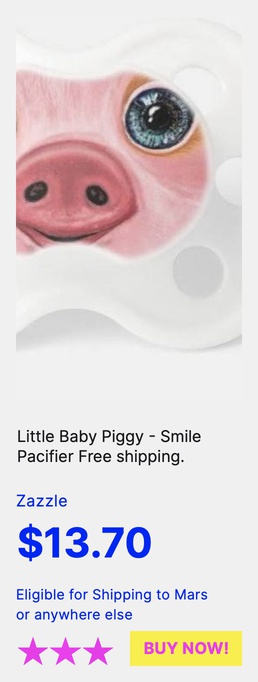 Little Baby Piggy - Smile
Pacifier Free shipping.
Zazzle
$13.70
Eligible for Shipping to Mars
or anywhere else
BUY NOW!